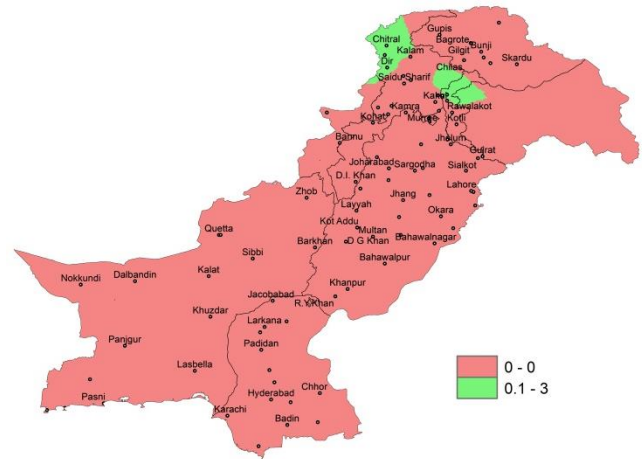 Gupis
Bagrote
Chitral
Gilgit
Bunji
Kalam
Skardu
Dir
Chilas
Saidu Sharif
Kakul
Kamra
Rawalakot
Kohat
Murree
Kotli
Bannu
Jhelum
Gujrat
Joharabad
Sargodha
Sialkot
D.I. Khan
Zhob
Jhang
Lahore
Layyah
Okara
Kot Addu
Quetta
Multan
Barkhan
D G Khan
Bahawalnagar
Sibbi
Bahawalpur
Nokkundi
Dalbandin
Kalat
Khanpur
Jacobabad
R.Y.Khan
Khuzdar
Larkana
Panjgur
Padidan
0 - 0
Lasbella
0.1 - 3
Pasni
Hyderabad
Chhor
Karachi
Badin